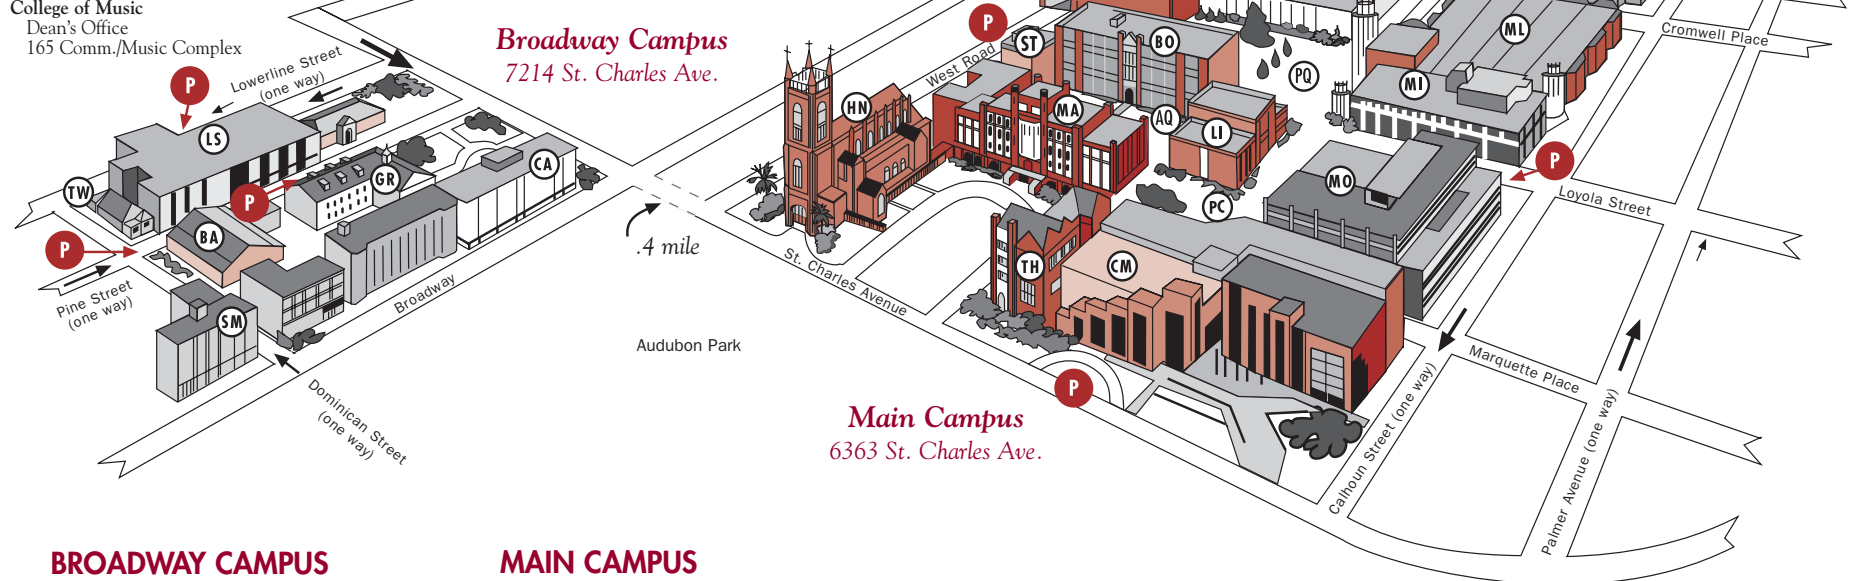 College of Music
Dean's Office
165 Comm./Music Complex
Lowerline Street
(one way)
Broadway Campus
7214 St. Charles Ave.
P
P
P
LS
TW
GR
CA
BA
SM
Pine Street
(one way)
Broadway
Dominican Street
(one way)
.4 mile
Audubon Park
St. Charles Avenue
West Road
P
ST
BO
HN
MA
AQ
LI
PQ
ML
MI
MO
PC
TH
CM
P
P
Cromwell Place
Loyola Street
Marquette Place
Calhoun Street (one way)
Palmer Avenue (one way)
Main Campus
6363 St. Charles Ave.
BROADWAY CAMPUS
MAIN CAMPUS